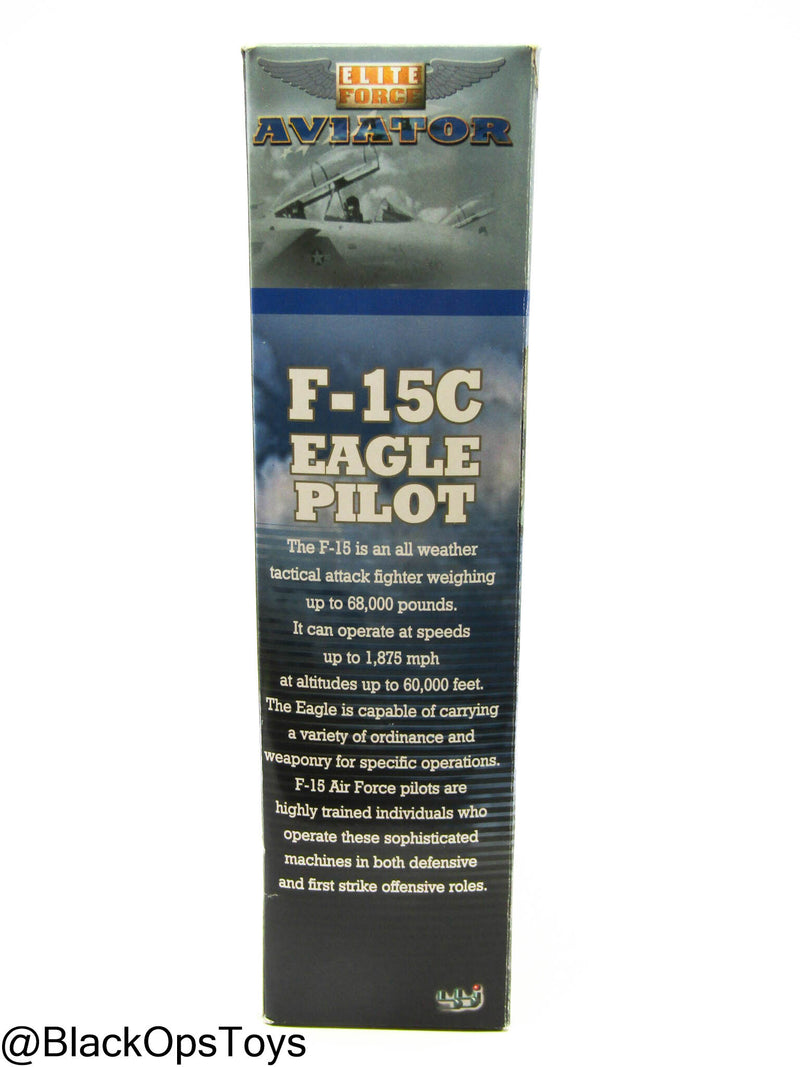 ELITE
FORCE
AVIATOR
F-15C
EAGLE
PILOT
The F-15 is an all weather
tactical attack fighter weighing
up to 68,000 pounds.
It can operate at speeds
up to 1,875 mph
at altitudes up to 60,000 feet.
The Eagle is capable of carrying
a variety of ordinance and
weaponry for specific operations.
F-15 Air Force pilots are
highly trained individuals who
operate these sophisticated
machines in both defensive
and first strike offensive roles.
@BlackOpsToys